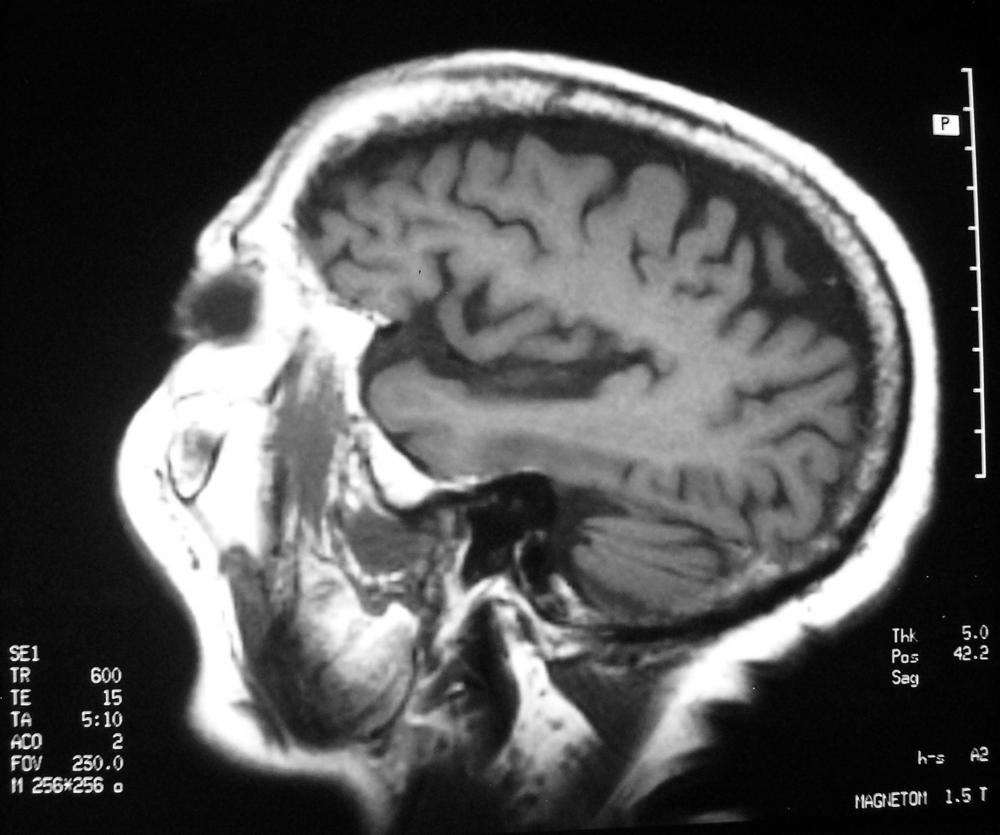 P
SE1
TR 600
TE 15
TA 5:10
ACQ 2
FOV 230.0
M 256*256 o
Thk 5.0
Pos 42.2
Sag
h-s A2
MAGNETOM 1.5 T